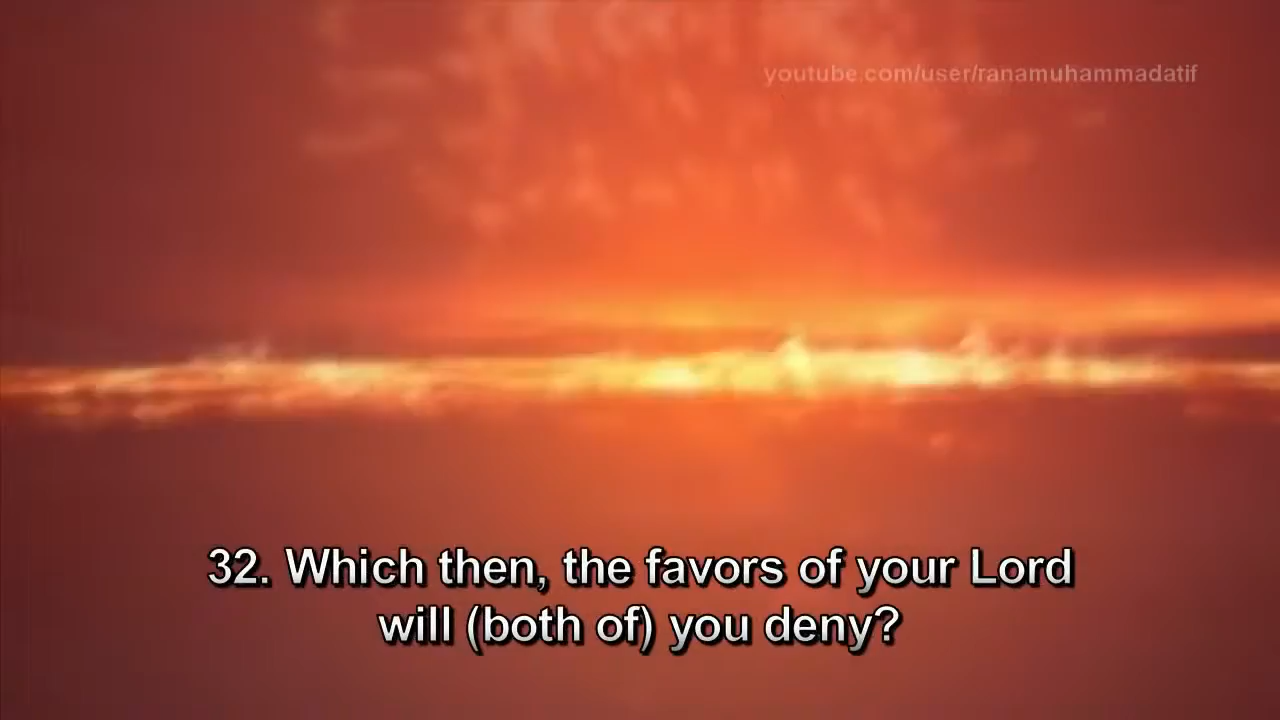 youtube.com/user/ranamuhammadatif
32. Which then, the favors of your Lord
will (both of) you deny?